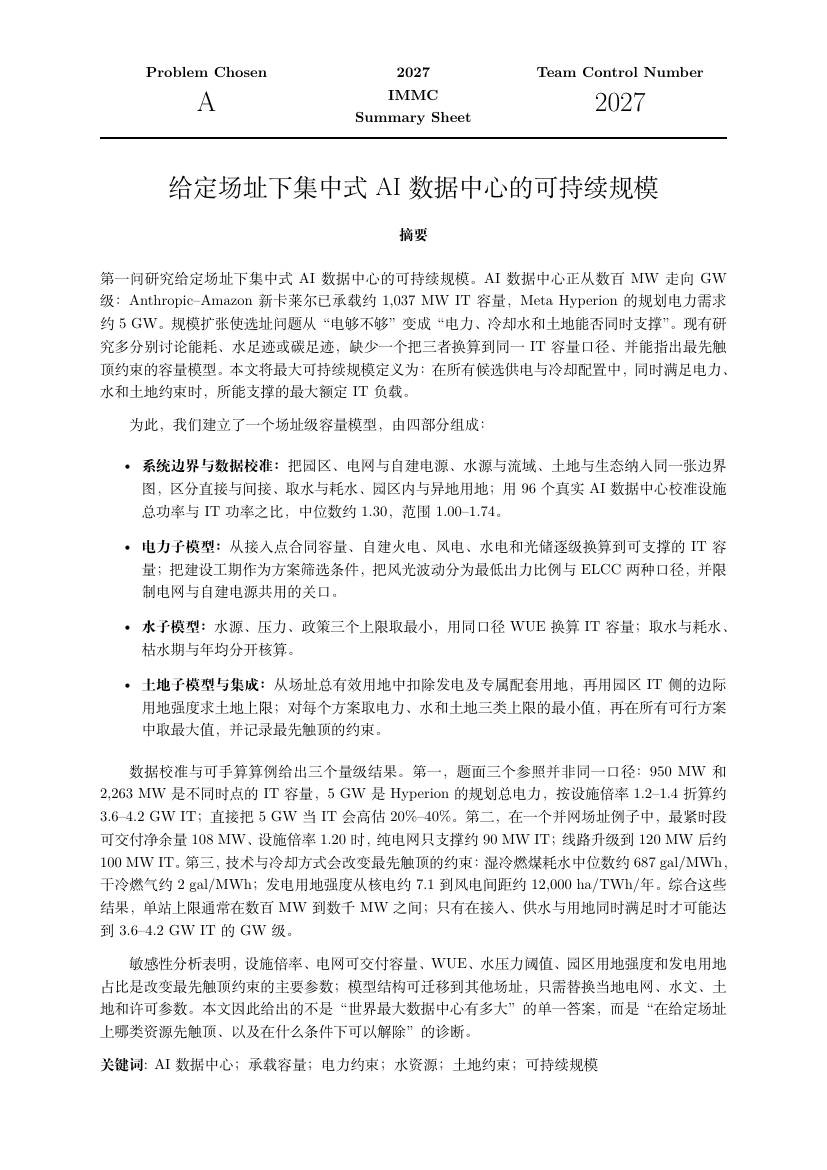 Problem Chosen
A
2027
IMMC
Summary Sheet
Team Control Number
2027
给定场址下集中式 AI 数据中心的可持续规模
摘要
第一问研究给定场址下集中式 AI 数据中心的可持续规模。AI 数据中心正从数百 MW 走向 GW
级：Anthropic–Amazon 新卡莱尔已承载约 1,037 MW IT 容量，Meta Hyperion 的规划电力需求
约 5 GW。规模扩张使选址问题从 “电够不够” 变成 “电力、冷却水和土地能否同时支撑”。现有研
究多分别讨论能耗、水足迹或碳足迹，缺少一个把三者换算到同一 IT 容量口径、并能指出最先触
顶约束的容量模型。本文将最大可持续规模定义为：在所有候选供电与冷却配置中，同时满足电力、
水和土地约束时，所能支撑的最大额定 IT 负载。
为此，我们建立了一个场址级容量模型，由四部分组成：
• 系统边界与数据校准：把园区、电网与自建电源、水源与流域、土地与生态纳入同一张边界
图，区分直接与间接、取水与耗水、园区内与异地用地；用 96 个真实 AI 数据中心校准设施
总功率与 IT 功率之比，中位数约 1.30，范围 1.00–1.74。
• 电力子模型：从接入点合同容量、自建火电、风电、水电和光储逐级换算到可支撑的 IT 容
量；把建设工期作为方案筛选条件，把风光波动分为最低出力比例与 ELCC 两种口径，并限
制电网与自建电源共用的关口。
• 水子模型：水源、压力、政策三个上限取最小，用同口径 WUE 换算 IT 容量；取水与耗水、
枯水期与年均分开核算。
• 土地子模型与集成：从场址总有效用地中扣除发电及专属配套用地，再用园区 IT 侧的边际
用地强度求土地上限；对每个方案取电力、水和土地三类上限的最小值，再在所有可行方案
中取最大值，并记录最先触顶的约束。
数据校准与可手算算例给出三个量级结果。第一，题面三个参照并非同一口径：950 MW 和
2,263 MW 是不同时点的 IT 容量，5 GW 是 Hyperion 的规划总电力，按设施倍率 1.2–1.4 折算约
3.6–4.2 GW IT；直接把 5 GW 当 IT 会高估 20%–40%。第二，在一个并网场址例子中，最紧时段
可交付净余量 108 MW、设施倍率 1.20 时，纯电网只支撑约 90 MW IT；线路升级到 120 MW 后约
100 MW IT。第三，技术与冷却方式会改变最先触顶的约束：湿冷燃煤耗水中位数约 687 gal/MWh，
干冷燃气约 2 gal/MWh；发电用地强度从核电约 7.1 到风电间距约 12,000 ha/TWh/年。综合这些
结果，单站上限通常在数百 MW 到数千 MW 之间；只有在接入、供水与用地同时满足时才可能达
到 3.6–4.2 GW IT 的 GW 级。
敏感性分析表明，设施倍率、电网可交付容量、WUE、水压力阈值、园区用地强度和发电用地
占比是改变最先触顶约束的主要参数；模型结构可迁移到其他场址，只需替换当地电网、水文、土
地和许可参数。本文因此给出的不是 “世界最大数据中心有多大” 的单一答案，而是 “在给定场址
上哪类资源先触顶、以及在什么条件下可以解除” 的诊断。
关键词: AI 数据中心；承载容量；电力约束；水资源；土地约束；可持续规模